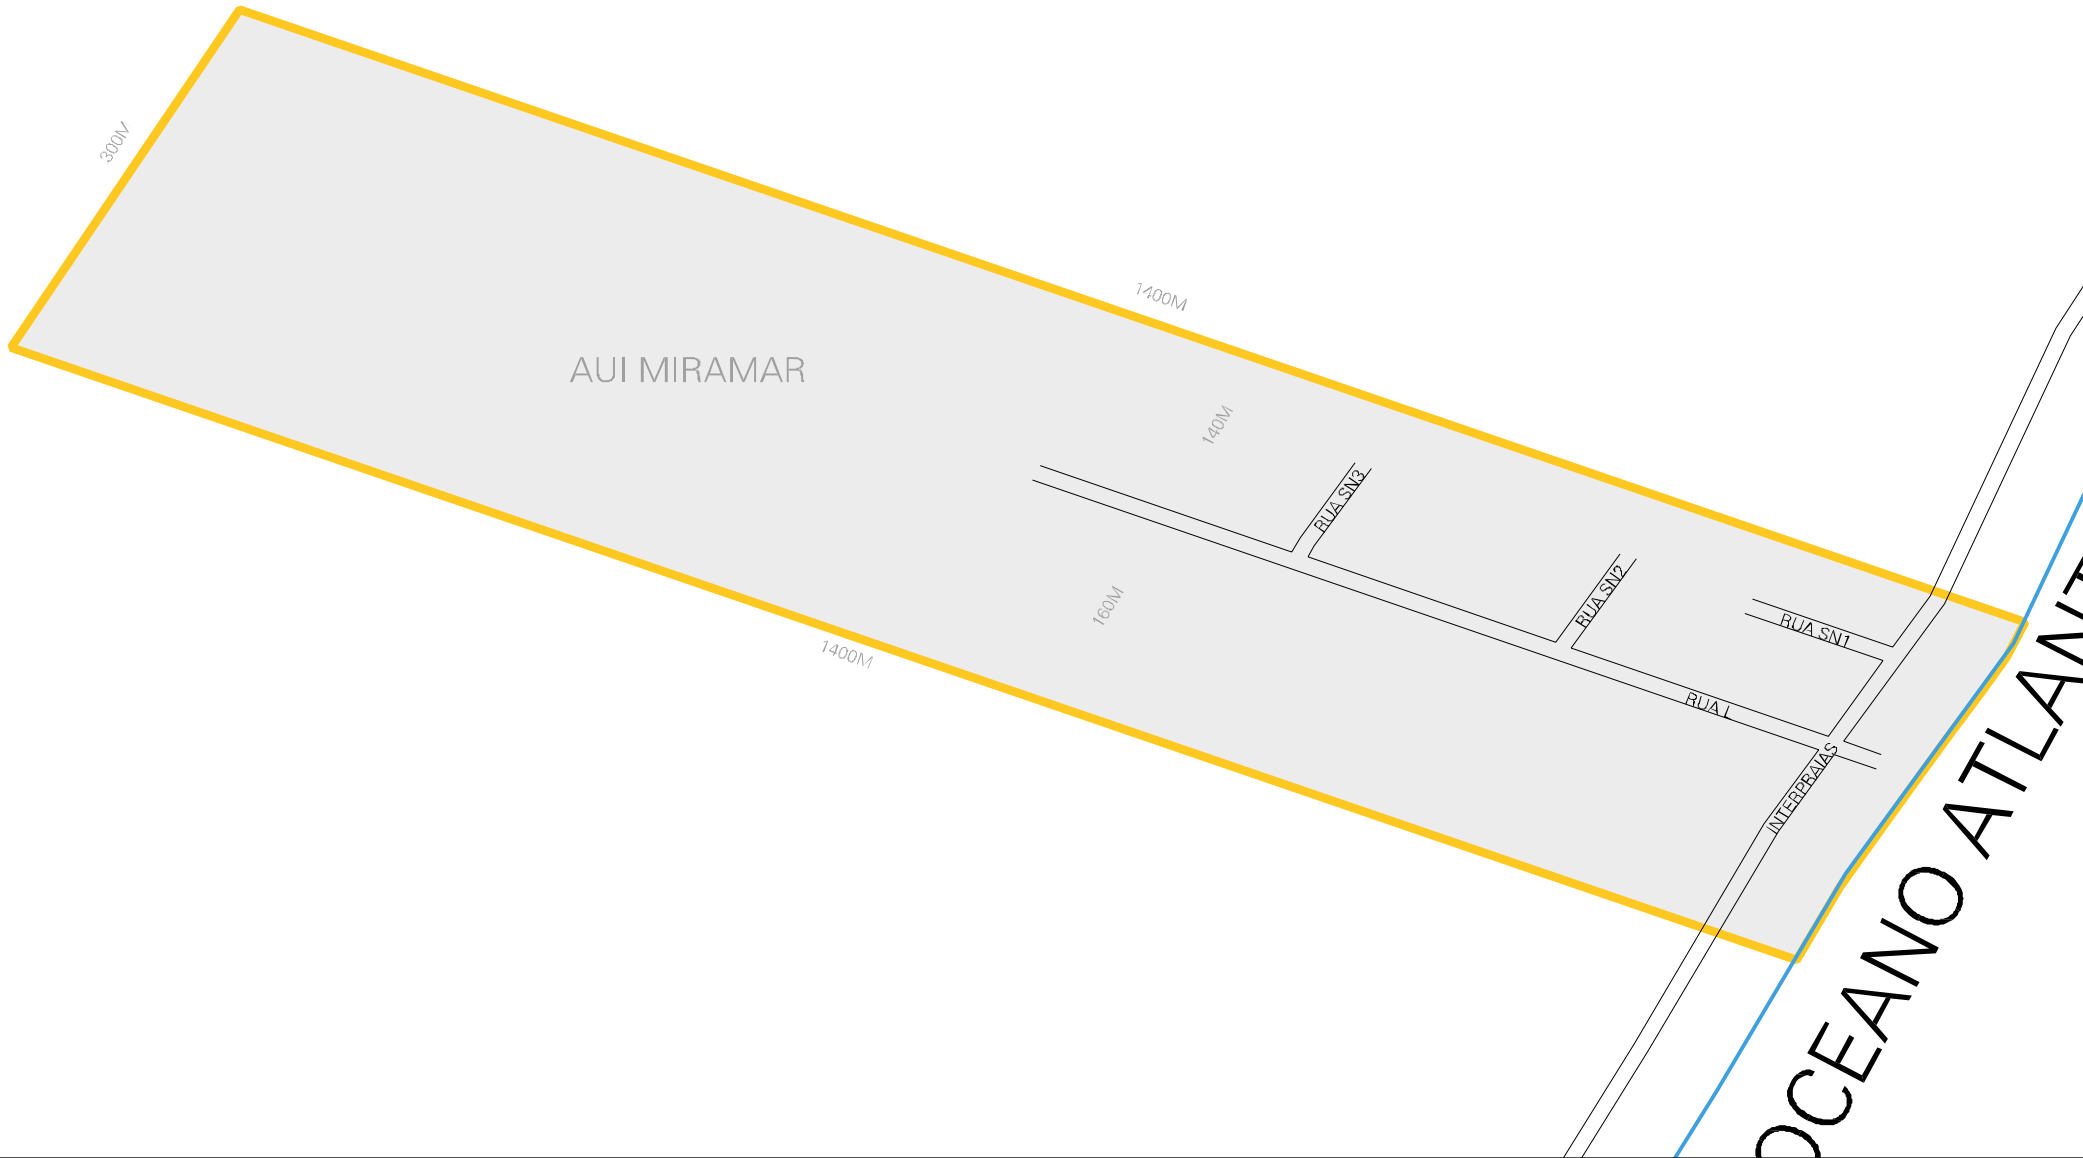 300M
1400M
AUI MIRAMAR
140M
RUA SN3
160M
RUA SN2
RUA SN1
1400M
RUA L
INTERPRAIAS
OCEANO ATLANT